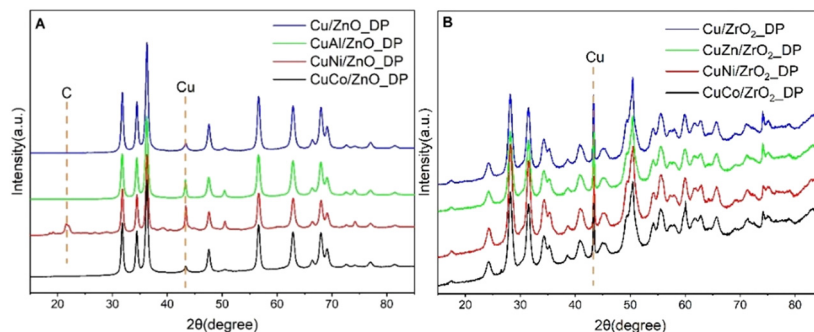 A
Cu/ZnO_DP
CuAl/ZnO_DP
CuNi/ZnO_DP
CuCo/ZnO_DP
C
Cu
Intensity(a.u.)
20 30 40 50 60 70 80
2θ(degree)
B
Cu/ZrO₂_DP
CuZn/ZrO₂_DP
CuNi/ZrO₂_DP
CuCo/ZrO₂_DP
Cu
Intensity(a.u.)
20 30 40 50 60 70 80
2θ(degree)